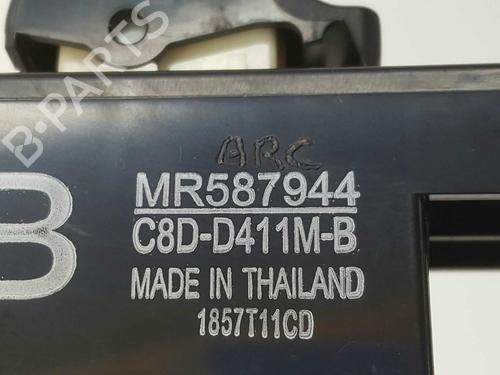 B-PARTS
ARC
MR587944
B
C8D-D411M-B
MADE IN THAILAND
1857T11CD